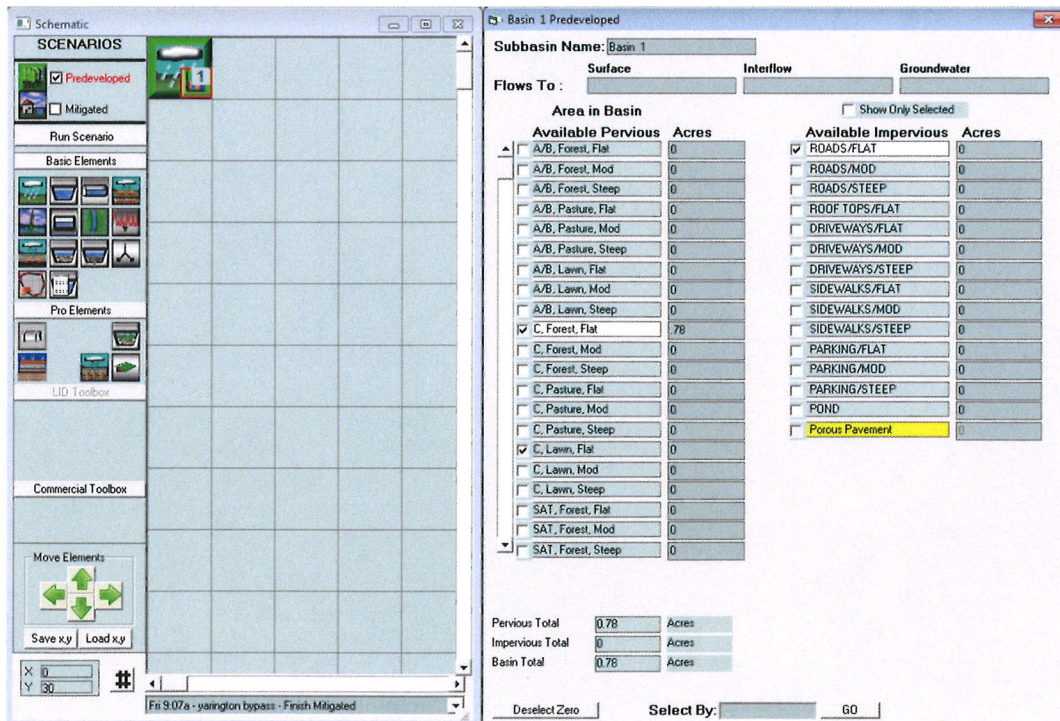 Schematic
SCENARIOS
Predeveloped
Mitigated
Run Scenario
Basic Elements
Pro Elements
LID Toolbox
Commercial Toolbox
Move Elements
Save x,y Load x,y
X 0
Y 30
#
1
Fri 9:07a - yarington bypass - Finish Mitigated
Basin 1 Predeveloped
Subbasin Name: Basin 1
Surface Interflow Groundwater
Flows To :
Area in Basin Show Only Selected
Available Pervious Acres Available Impervious Acres
A/B, Forest, Flat 0 ROADS/FLAT 0
A/B, Forest, Mod 0 ROADS/MOD 0
A/B, Forest, Steep 0 ROADS/STEEP 0
A/B, Pasture, Flat 0 ROOF TOPS/FLAT 0
A/B, Pasture, Mod 0 DRIVEWAYS/FLAT 0
A/B, Pasture, Steep 0 DRIVEWAYS/MOD 0
A/B, Lawn, Flat 0 DRIVEWAYS/STEEP 0
A/B, Lawn, Mod 0 SIDEWALKS/FLAT 0
A/B, Lawn, Steep 0 SIDEWALKS/MOD 0
C, Forest, Flat .78 SIDEWALKS/STEEP 0
C, Forest, Mod 0 PARKING/FLAT 0
C, Forest, Steep 0 PARKING/MOD 0
C, Pasture, Flat 0 PARKING/STEEP 0
C, Pasture, Mod 0 POND 0
C, Pasture, Steep 0 Porous Pavement 0
C, Lawn, Flat 0
C, Lawn, Mod 0
C, Lawn, Steep 0
SAT, Forest, Flat 0
SAT, Forest, Mod 0
SAT, Forest, Steep 0
Pervious Total 0.78 Acres
Impervious Total 0 Acres
Basin Total 0.78 Acres
Deselect Zero Select By: GO